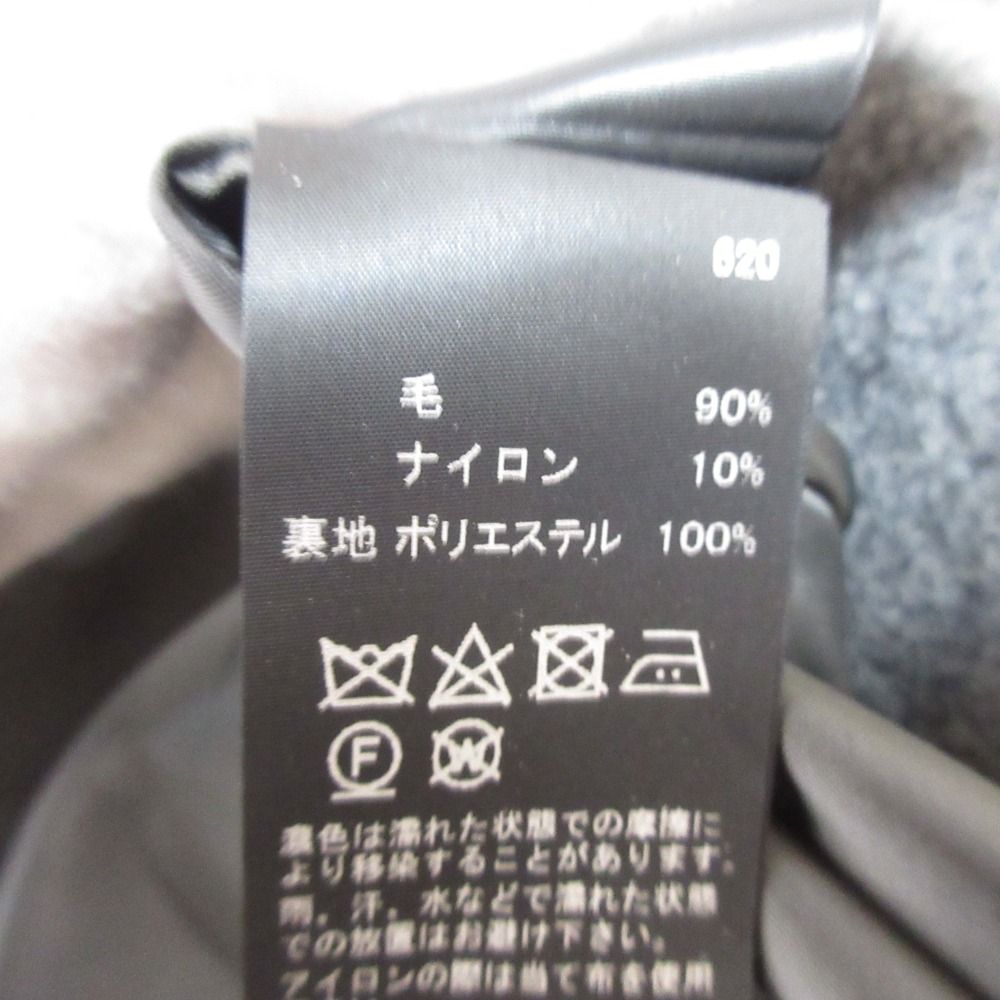 620
毛 90%
ナイロン 10%
裏地 ポリエステル 100%
F W
濃色は濡れた状態での摩擦に
より移染することがあります。
雨、汗、水などで濡れた状態
での放置はお避け下さい。
アイロンの際は当て布を使用